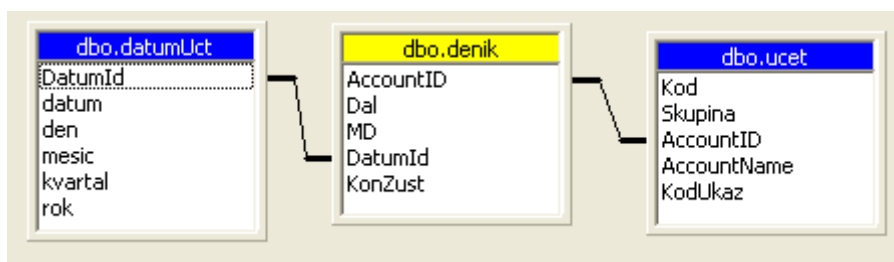 dbo.datumUct
DatumId
datum
den
mesic
kvartal
rok
dbo.denik
AccountID
Dal
MD
DatumId
KonZust
dbo.ucet
Kod
Skupina
AccountID
AccountName
KodUkaz